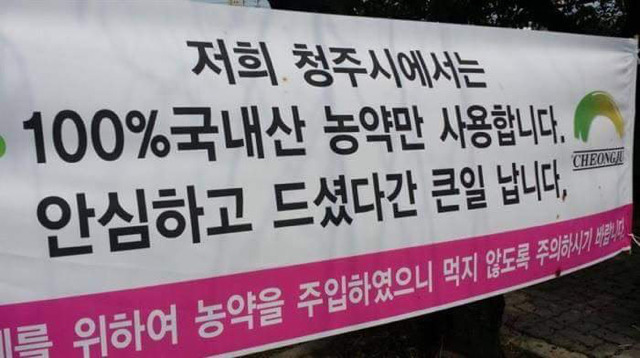 저희 청주시에서는
100%국내산 농약만 사용합니다.
안심하고 드셨다간 큰일 납니다.
CHEONGJU
를 위하여 농약을 주입하였으니 먹지 않도록 주의하시기 바랍니다.